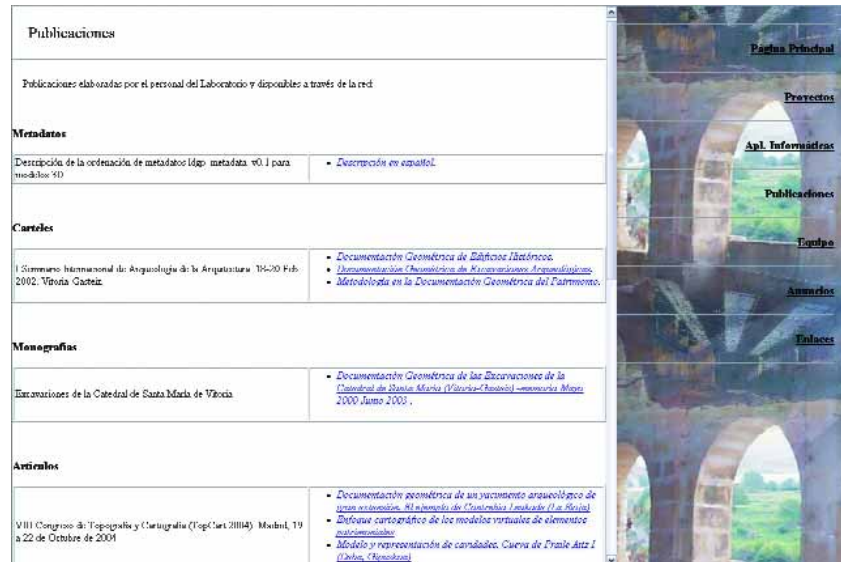 Publicaciones
Publicaciones elaboradas por el personal del Laboratorio y disponibles a través de la red:
Metadatos
Descripción de la ordenación de metadatos ldgp_metadata_v0.1 para
modelos 3D
Descripción en español.
Carteles
I Seminario Internacional de Arqueología de la Arquitectura. 18-20 Feb
2002. Vitoria-Gasteiz.
Documentación Geométrica de Edificios Históricos.
Documentación Geométrica de Excavaciones Arqueológicas.
Metodología en la Documentación Geométrica del Patrimonio.
Monografías
Excavaciones de la Catedral de Santa María de Vitoria
Documentación Geométrica de las Excavaciones de la
Catedral de Santa María (Vitoria-Gasteiz) -memoria Mayo
2000 Junio 2003 .
Artículos
VIII Congreso de Topografía y Cartografía (TopCart 2004). Madrid, 19
a 22 de Octubre de 2004
Documentación geométrica de un yacimiento arqueológico de
gran extensión. El ejemplo de Contrebia Leukade (La Rioja)
Enfoque cartográfico de los modelos virtuales de elementos
patrimoniales
Modelo y representación de cavidades. Cueva de Praile Aitz I
(Deba, Gipuzkoa)
Página Principal
Proyectos
Apl. Informáticas
Publicaciones
Equipo
Anuncios
Enlaces